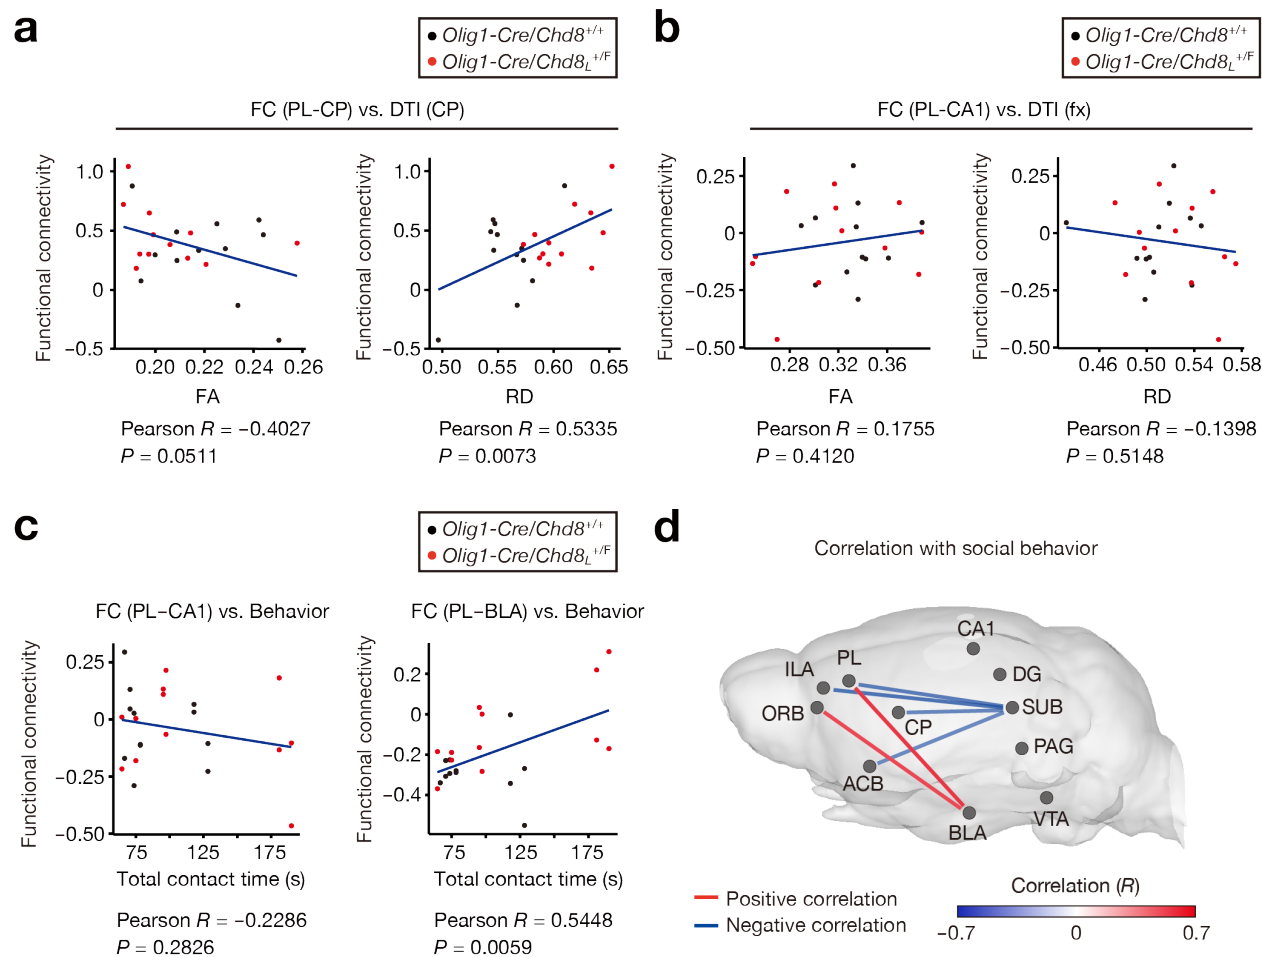 a
Olig1-Cre/Chd8+/+
Olig1-Cre/Chd8L+/F
FC (PL-CP) vs. DTI (CP)
Functional connectivity
1.0
0.5
0
−0.5
0.20 0.22 0.24 0.26
FA
Pearson R = −0.4027
P = 0.0511
Functional connectivity
1.0
0.5
0
−0.5
0.50 0.55 0.60 0.65
RD
Pearson R = 0.5335
P = 0.0073
b
Olig1-Cre/Chd8+/+
Olig1-Cre/Chd8L+/F
FC (PL-CA1) vs. DTI (fx)
Functional connectivity
0.25
0
−0.25
−0.50
0.28 0.32 0.36
FA
Pearson R = 0.1755
P = 0.4120
Functional connectivity
0.25
0
−0.25
−0.50
0.46 0.50 0.54 0.58
RD
Pearson R = −0.1398
P = 0.5148
c
Olig1-Cre/Chd8+/+
Olig1-Cre/Chd8L+/F
FC (PL−CA1) vs. Behavior
Functional connectivity
0.25
0
−0.25
−0.50
75 125 175
Total contact time (s)
Pearson R = −0.2286
P = 0.2826
FC (PL−BLA) vs. Behavior
Functional connectivity
0.2
0
−0.2
−0.4
75 125 175
Total contact time (s)
Pearson R = 0.5448
P = 0.0059
d
Correlation with social behavior
CA1
PL
ILA
DG
ORB
SUB
CP
PAG
ACB
VTA
BLA
Positive correlation
Negative correlation
Correlation (R)
−0.7 0 0.7